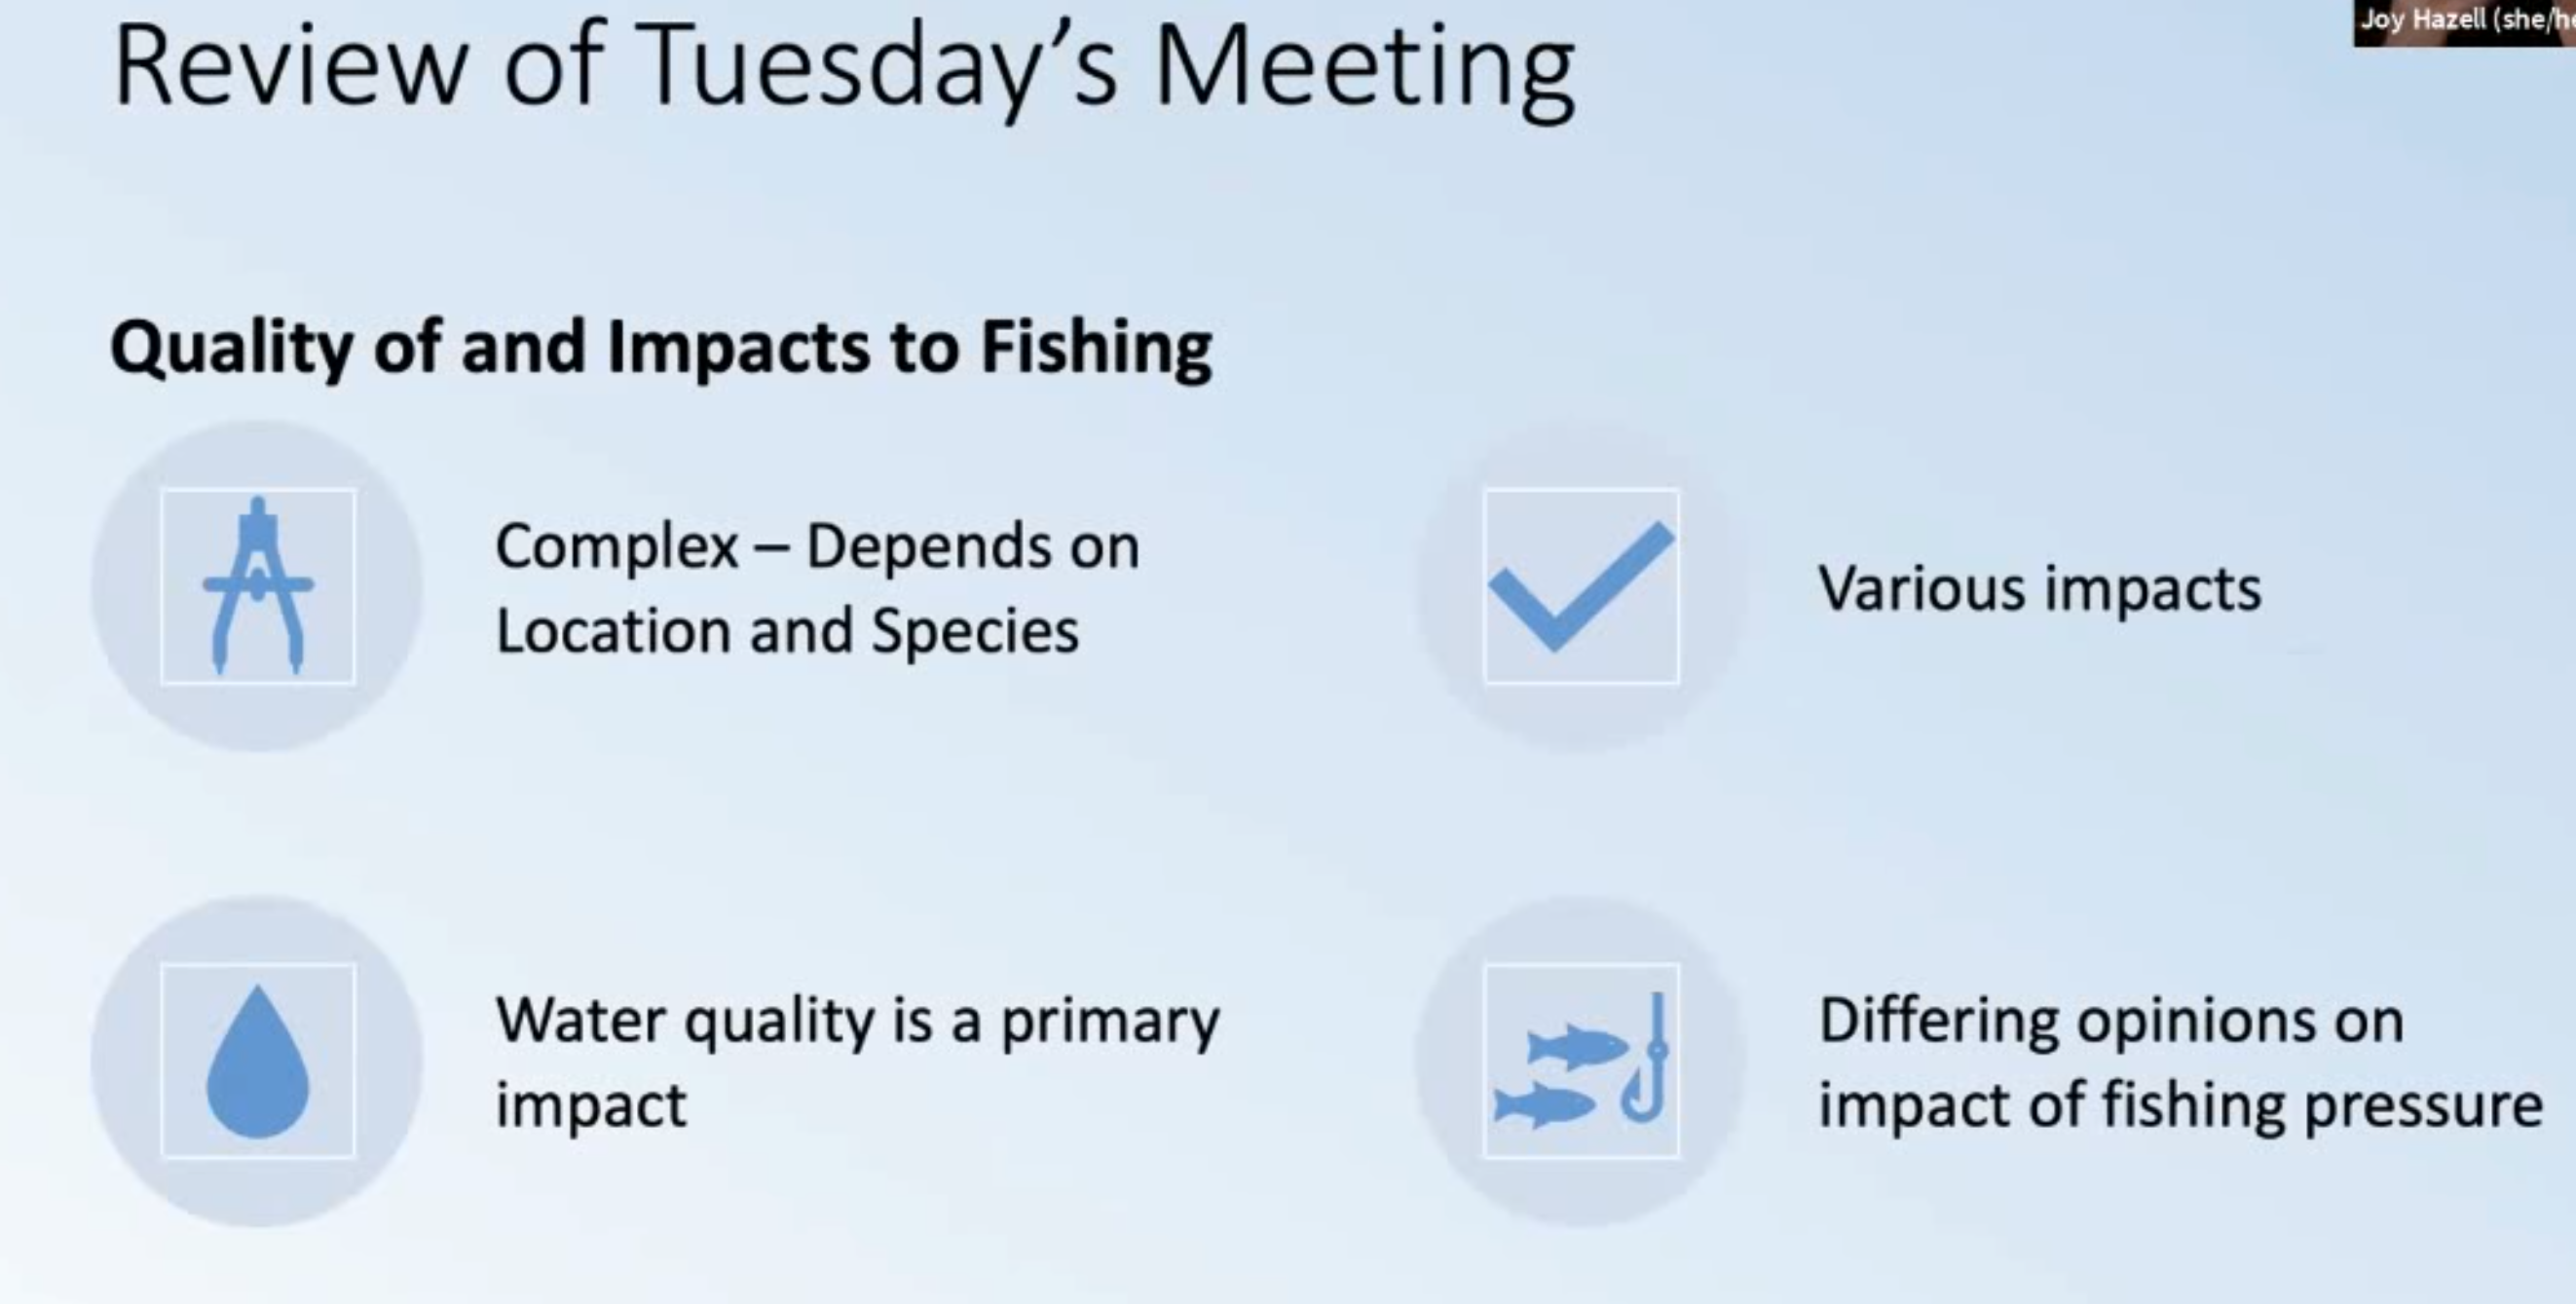 Review of Tuesday’s Meeting
Joy Hazell (she/he
Quality of and Impacts to Fishing
Complex – Depends on
Location and Species
Various impacts
Water quality is a primary
impact
Differing opinions on
impact of fishing pressure